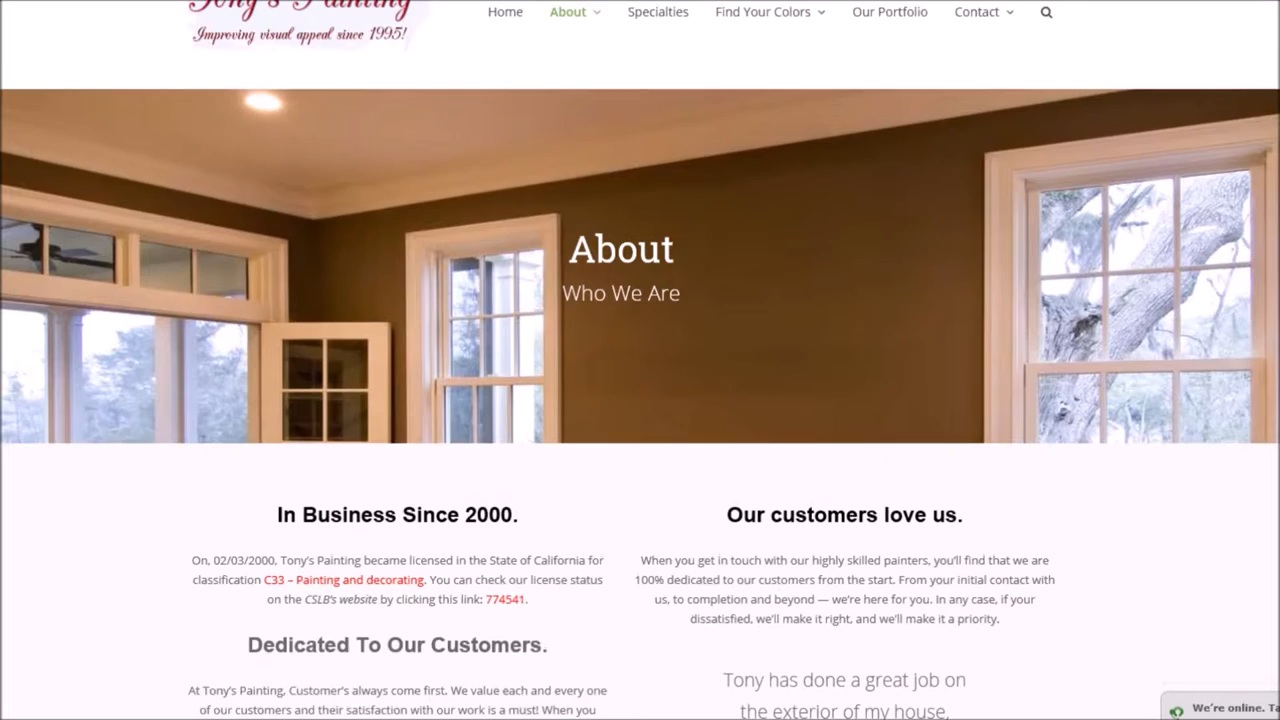 Tony's Painting
Improving visual appeal since 1995!
Home About Specialties Find Your Colors Our Portfolio Contact
About
Who We Are
In Business Since 2000.
On, 02/03/2000, Tony's Painting became licensed in the State of California for
classification C33 – Painting and decorating. You can check our license status
on the CSLB's website by clicking this link: 774541.
Dedicated To Our Customers.
At Tony's Painting, Customer's always come first. We value each and every one
of our customers and their satisfaction with our work is a must! When you
Our customers love us.
When you get in touch with our highly skilled painters, you'll find that we are
100% dedicated to our customers from the start. From your initial contact with
us, to completion and beyond — we're here for you. In any case, if your
dissatisfied, we'll make it right, and we'll make it a priority.
Tony has done a great job on
the exterior of my house,
We're online. Ta